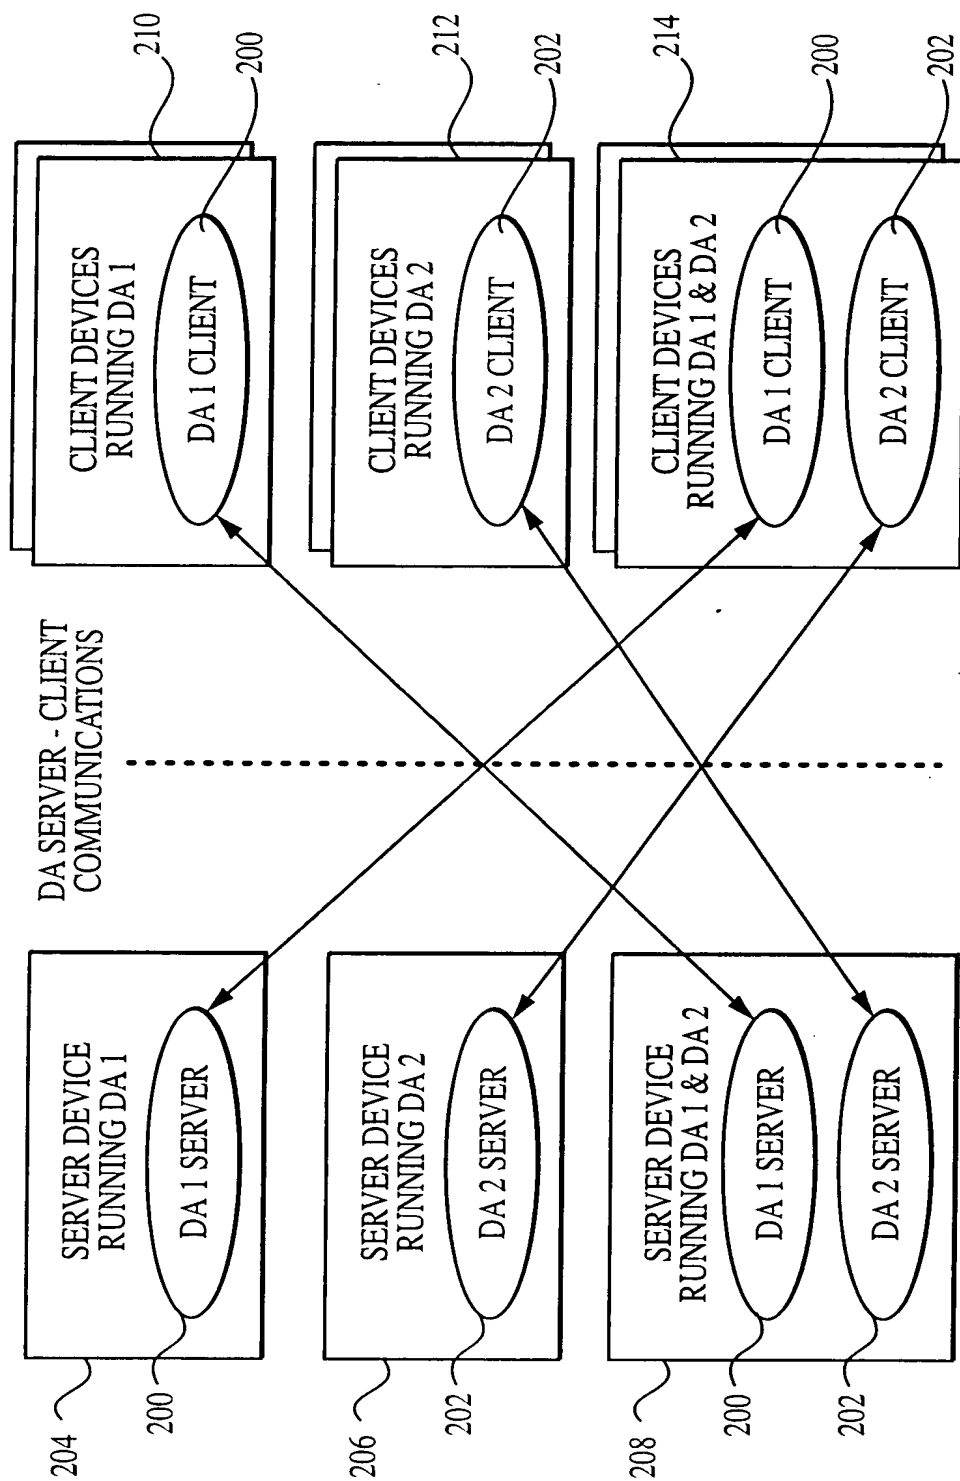 DA SERVER - CLIENT
COMMUNICATIONS
204
SERVER DEVICE
RUNNING DA 1
DA 1 SERVER
200
206
SERVER DEVICE
RUNNING DA 2
DA 2 SERVER
202
208
SERVER DEVICE
RUNNING DA 1 & DA 2
DA 1 SERVER
200
DA 2 SERVER
202
CLIENT DEVICES
RUNNING DA 1
210
DA 1 CLIENT
200
CLIENT DEVICES
RUNNING DA 2
212
DA 2 CLIENT
202
CLIENT DEVICES
RUNNING DA 1 & DA 2
214
DA 1 CLIENT
200
DA 2 CLIENT
202